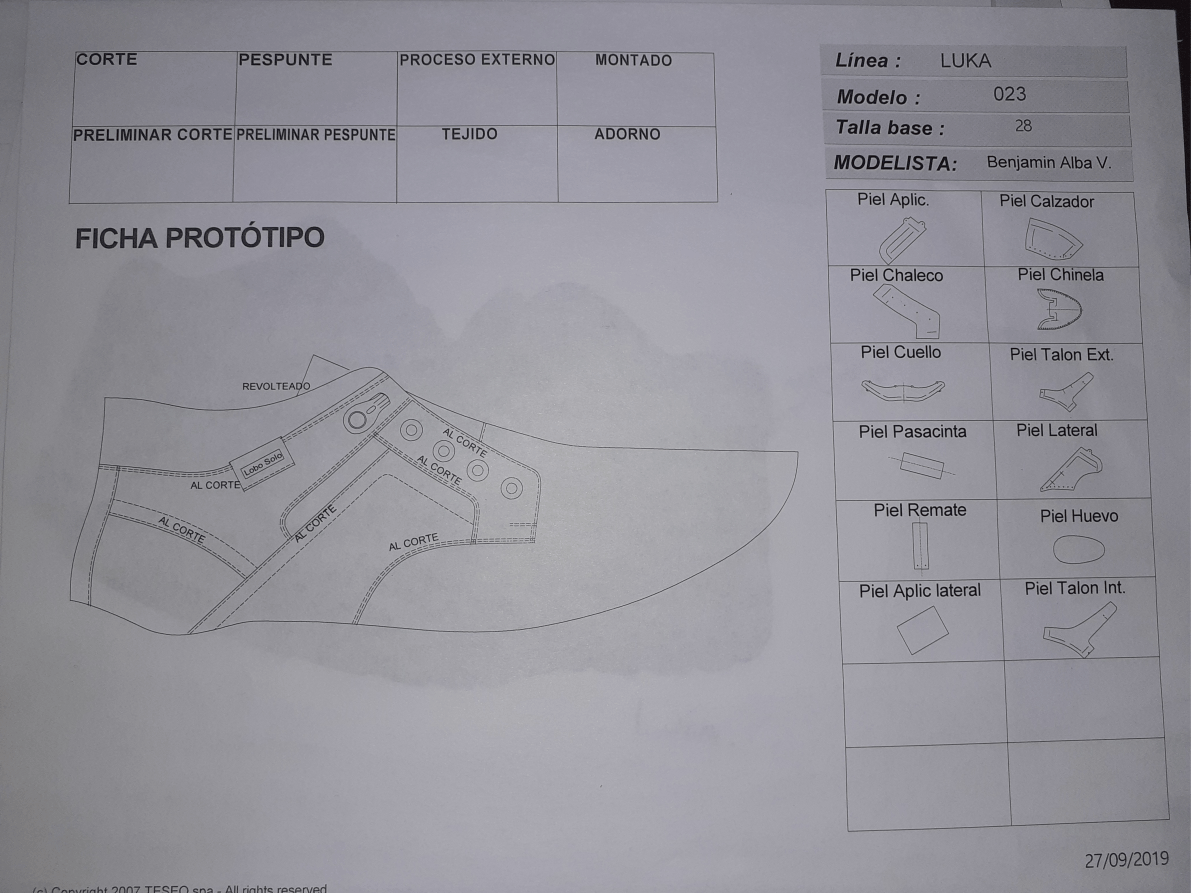 CORTE PESPUNTE PROCESO EXTERNO MONTADO
PRELIMINAR CORTE PRELIMINAR PESPUNTE TEJIDO ADORNO
FICHA PROTÓTIPO
REVOLTEADO
Lobo Solo
AL CORTE
AL CORTE
AL CORTE
AL CORTE
AL CORTE
AL CORTE
Línea : LUKA
Modelo : 023
Talla base : 28
MODELISTA: Benjamin Alba V.
Piel Aplic. Piel Calzador
Piel Chaleco Piel Chinela
Piel Cuello Piel Talon Ext.
Piel Pasacinta Piel Lateral
Piel Remate Piel Huevo
Piel Aplic lateral Piel Talon Int.
27/09/2019
(c) Copyright 2007 TESEO spa - All rights reserved